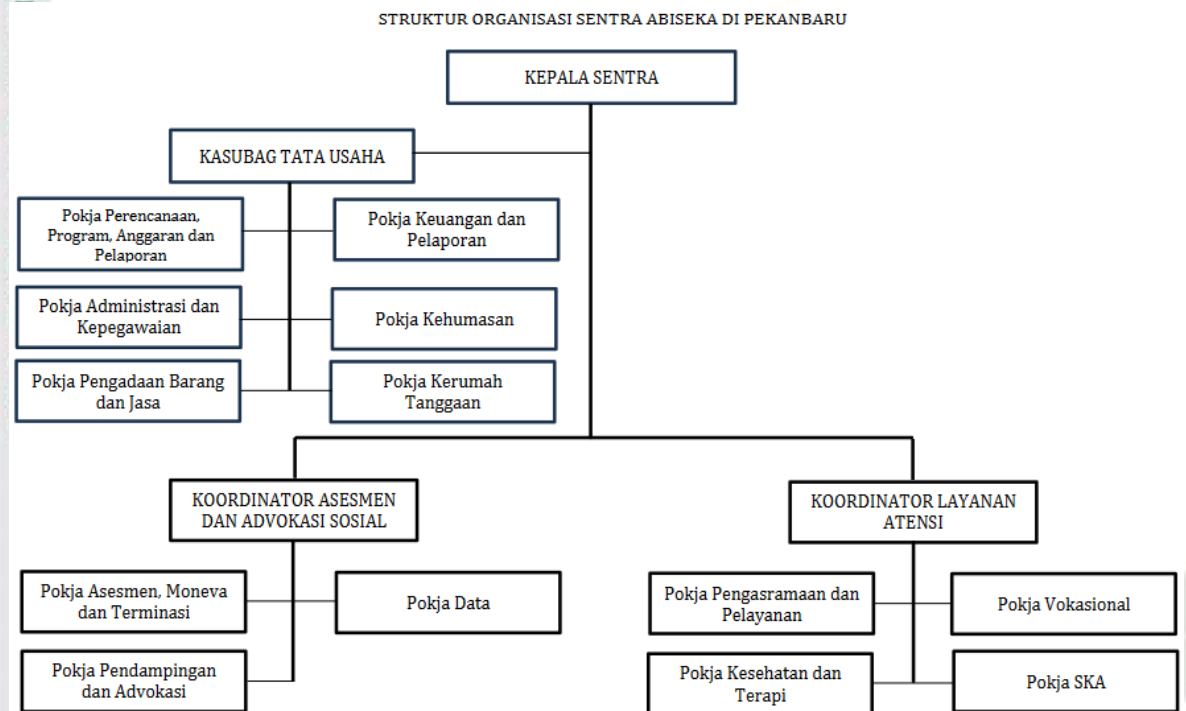 STRUKTUR ORGANISASI SENTRA ABISEKA DI PEKANBARU
KEPALA SENTRA
KASUBAG TATA USAHA
Pokja Perencanaan,
Program, Anggaran dan
Pelaporan
Pokja Keuangan dan
Pelaporan
Pokja Administrasi dan
Kepegawaian
Pokja Kehumasan
Pokja Pengadaan Barang
dan Jasa
Pokja Kerumah
Tanggaan
KOORDINATOR ASESMEN
DAN ADVOKASI SOSIAL
KOORDINATOR LAYANAN
ATENSI
Pokja Asesmen, Moneva
dan Terminasi
Pokja Data
Pokja Pendampingan
dan Advokasi
Pokja Pengasramaan dan
Pelayanan
Pokja Vokasional
Pokja Kesehatan dan
Terapi
Pokja SKA